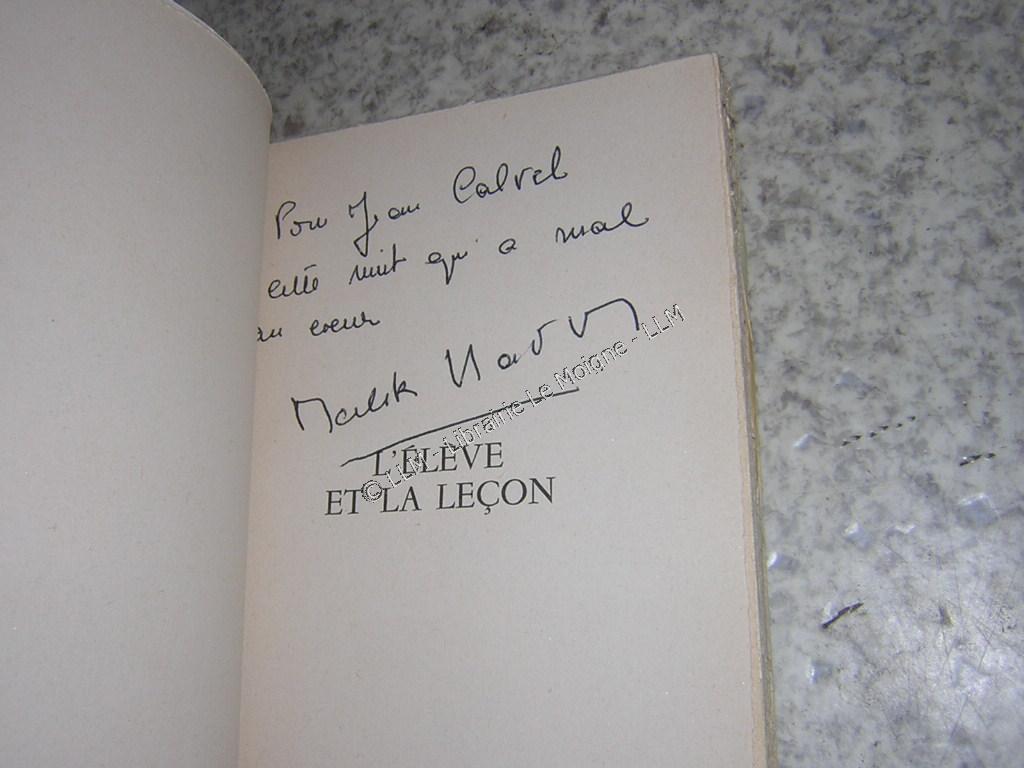 Pour Jean Calvel
cette nuit qui a mal
au coeur
Malek Haddad
L'ÉLÈVE
ET LA LEÇON
© LLM - Librairie Le Moigne - LLM